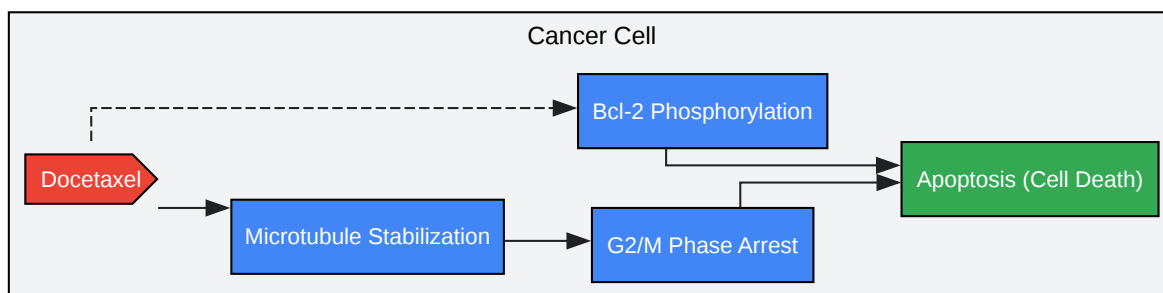 Cancer Cell
Bcl-2 Phosphorylation
Docetaxel
Apoptosis (Cell Death)
Microtubule Stabilization
G2/M Phase Arrest